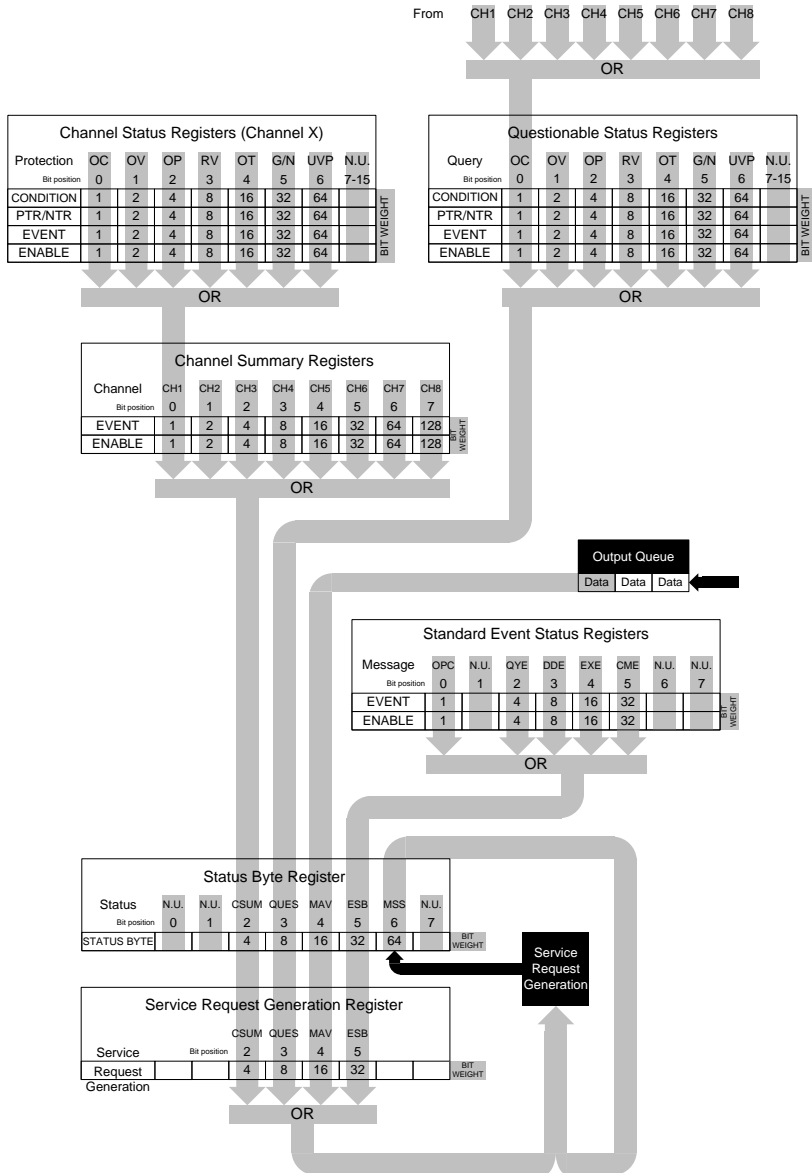 From CH1 CH2 CH3 CH4 CH5 CH6 CH7 CH8
OR
Channel Status Registers (Channel X)
Protection OC OV OP RV OT G/N UVP N.U.
Bit position 0 1 2 3 4 5 6 7-15
CONDITION 1 2 4 8 16 32 64
PTR/NTR 1 2 4 8 16 32 64
EVENT 1 2 4 8 16 32 64
ENABLE 1 2 4 8 16 32 64
BIT WEIGHT
OR
Questionable Status Registers
Query OC OV OP RV OT G/N UVP N.U.
Bit position 0 1 2 3 4 5 6 7-15
CONDITION 1 2 4 8 16 32 64
PTR/NTR 1 2 4 8 16 32 64
EVENT 1 2 4 8 16 32 64
ENABLE 1 2 4 8 16 32 64
BIT WEIGHT
OR
Channel Summary Registers
Channel CH1 CH2 CH3 CH4 CH5 CH6 CH7 CH8
Bit position 0 1 2 3 4 5 6 7
EVENT 1 2 4 8 16 32 64 128
ENABLE 1 2 4 8 16 32 64 128
BIT
WEIGHT
OR
Output Queue
Data Data Data
Standard Event Status Registers
Message OPC N.U. QYE DDE EXE CME N.U. N.U.
Bit position 0 1 2 3 4 5 6 7
EVENT 1 4 8 16 32
ENABLE 1 4 8 16 32
BIT
WEIGHT
OR
Status Byte Register
Status N.U. N.U. CSUM QUES MAV ESB MSS N.U.
Bit position 0 1 2 3 4 5 6 7
STATUS BYTE 4 8 16 32 64
BIT
WEIGHT
Service
Request
Generation
Service Request Generation Register
CSUM QUES MAV ESB
Service Bit position 2 3 4 5
Request 4 8 16 32
Generation
BIT
WEIGHT
OR